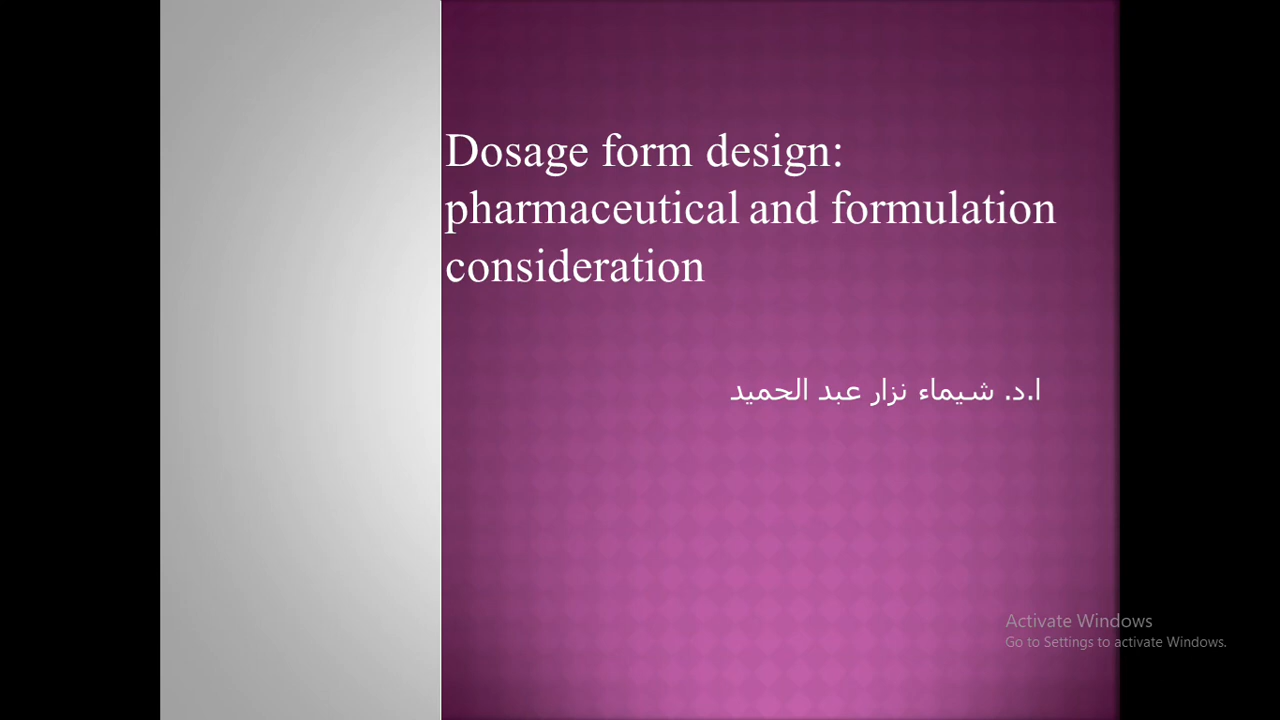 Dosage form design:
pharmaceutical and formulation
consideration
ا.د. شيماء نزار عبد الحميد
Activate Windows
Go to Settings to activate Windows.